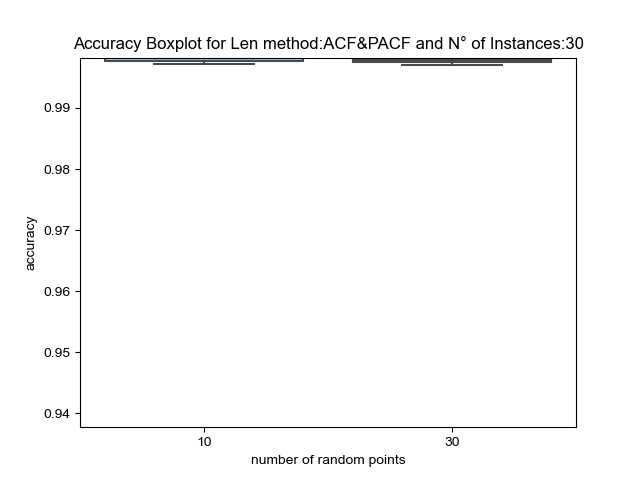 Accuracy Boxplot for Len method:ACF&PACF and N° of Instances:30
accuracy
0.99
0.98
0.97
0.96
0.95
0.94
10 30
number of random points